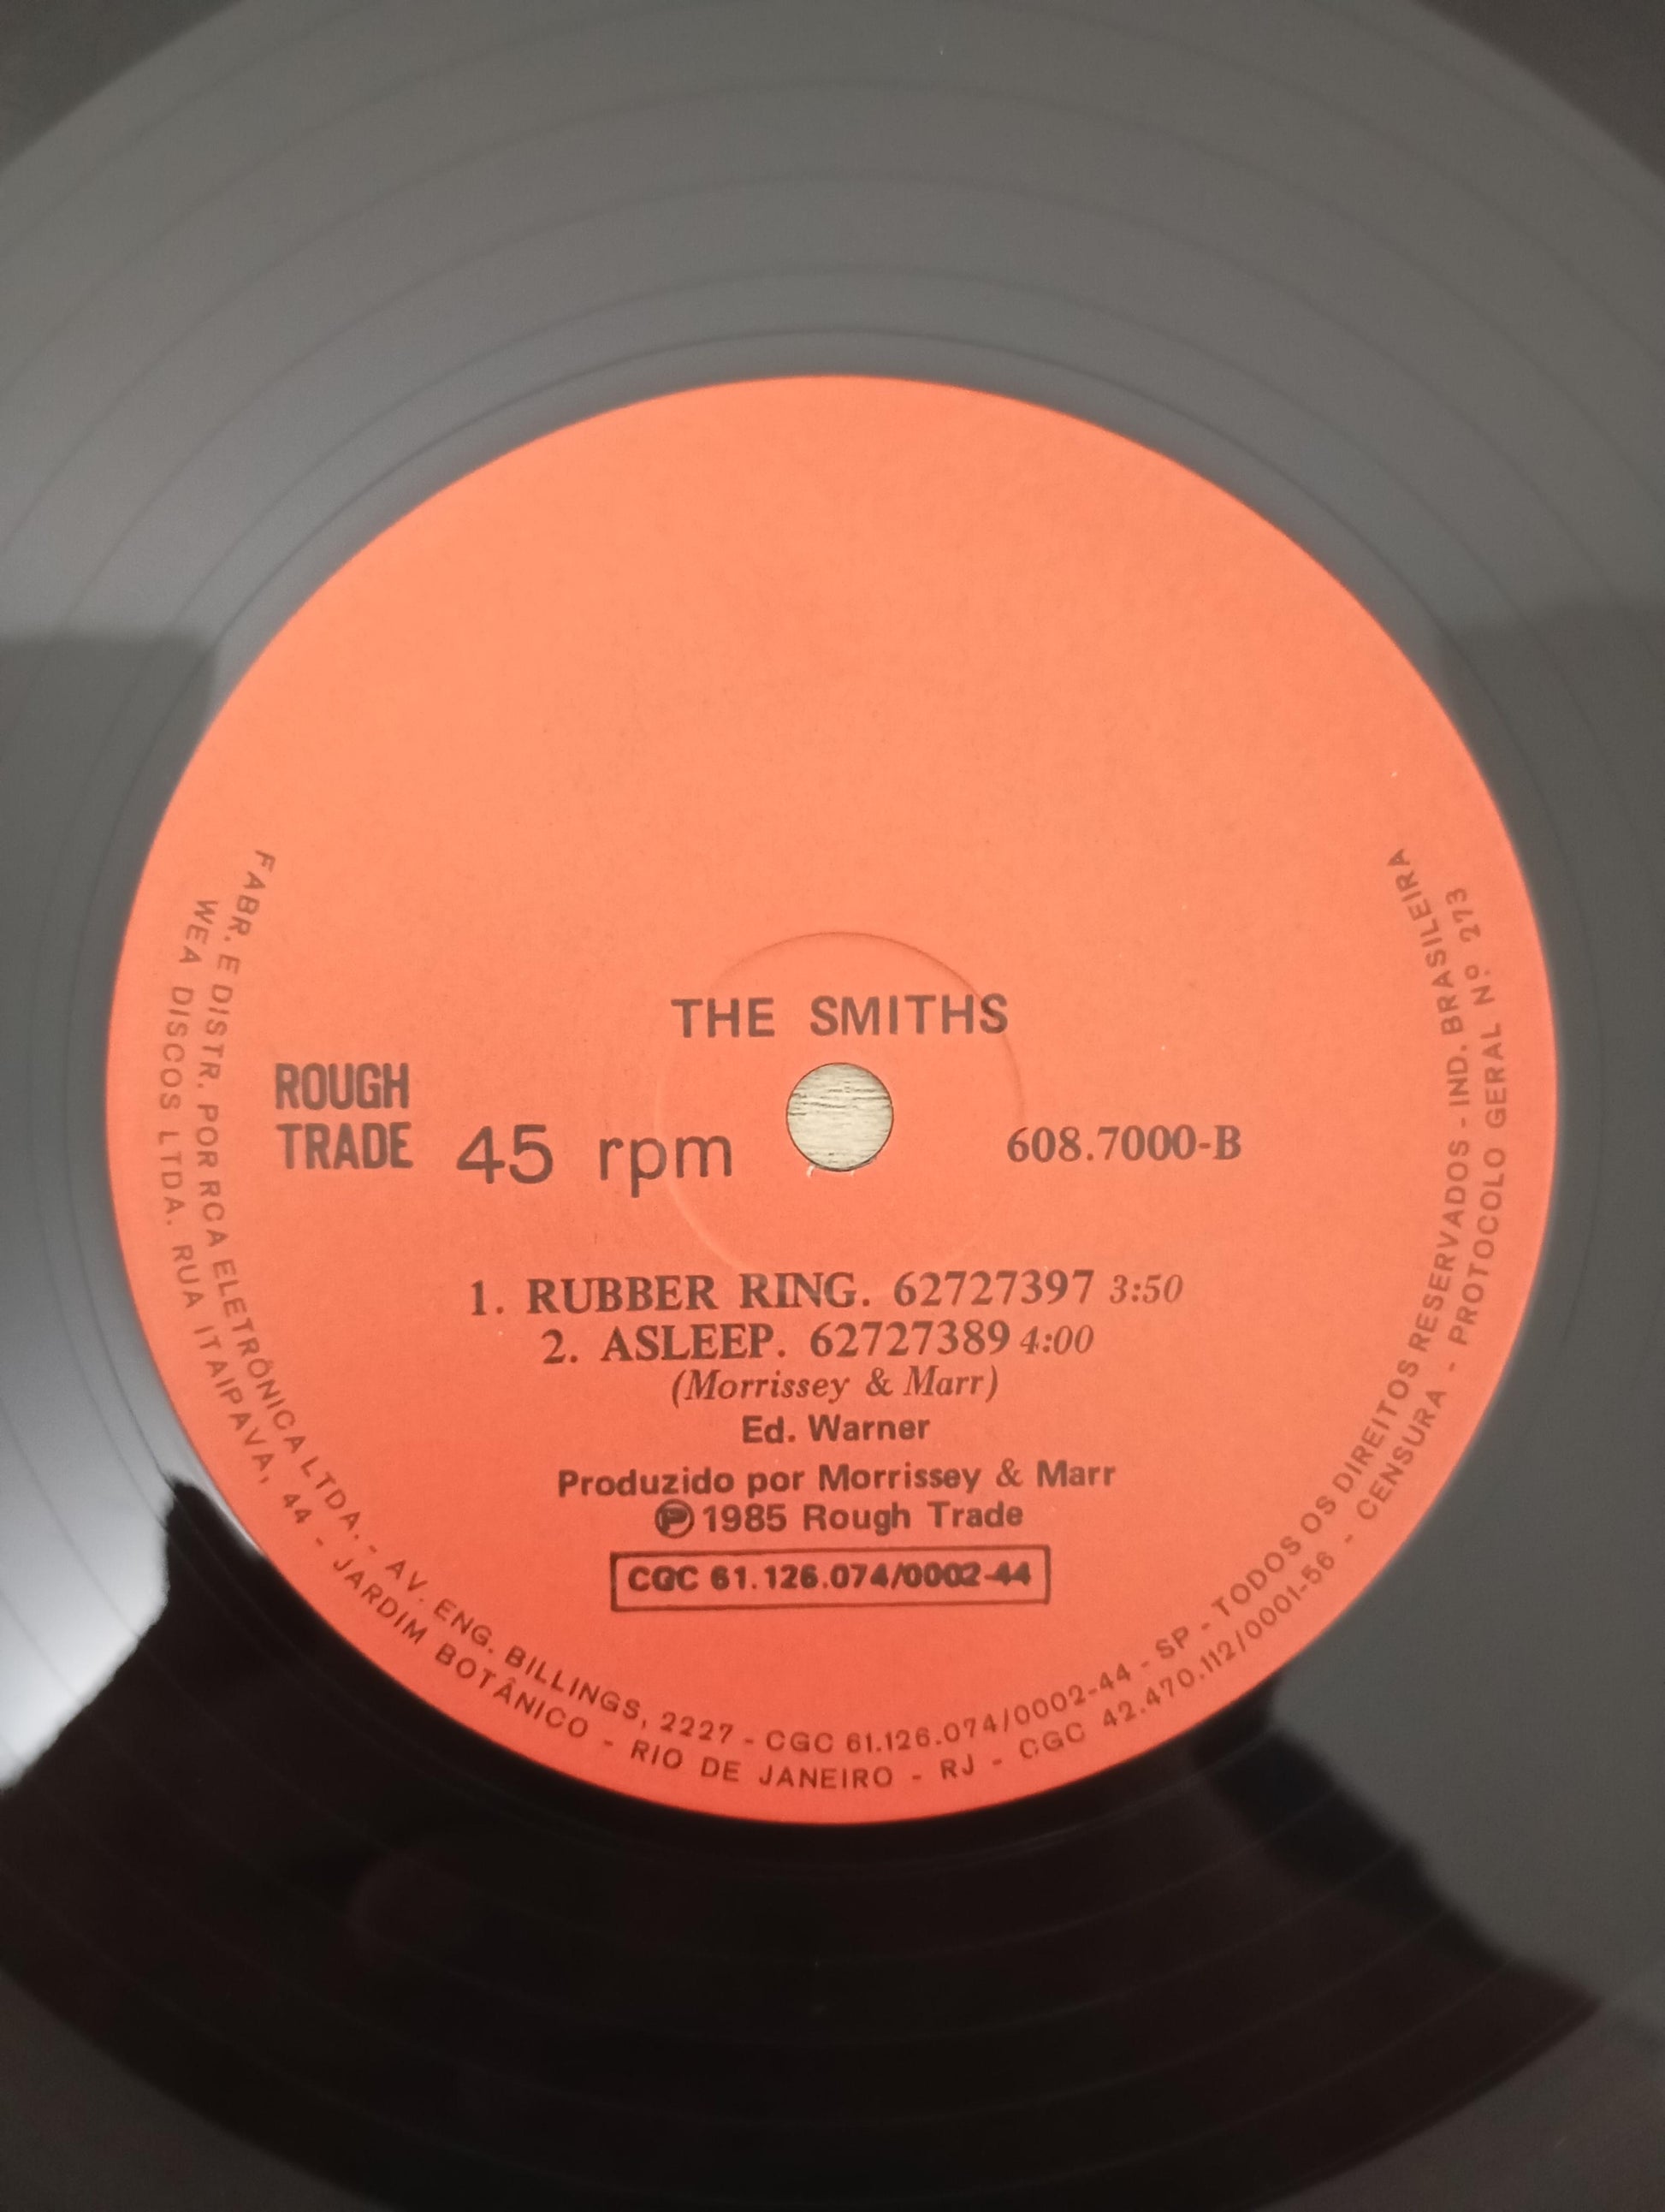 THE SMITHS
ROUGH
TRADE
45 rpm
608.7000-B
1. RUBBER RING. 62727397 3:50
2. ASLEEP. 62727389 4:00
(Morrissey & Marr)
Ed. Warner
Produzido por Morrissey & Marr
Ⓟ 1985 Rough Trade
CGC 61.126.074/0002-44
FABR. E DISTR. POR RCA ELETRÔNICA LTDA. - AV. ENG. BILLINGS, 2227 - CGC 61.126.074/0002-44 - SP - TODOS OS DIREITOS RESERVADOS - IND. BRASILEIRA
WEA DISCOS LTDA. RUA ITAIPAVA, 44 - JARDIM BOTÂNICO - RIO DE JANEIRO - RJ - CGC 42.470.112/0001-56 - CENSURA - PROTOCOLO GERAL Nº 273